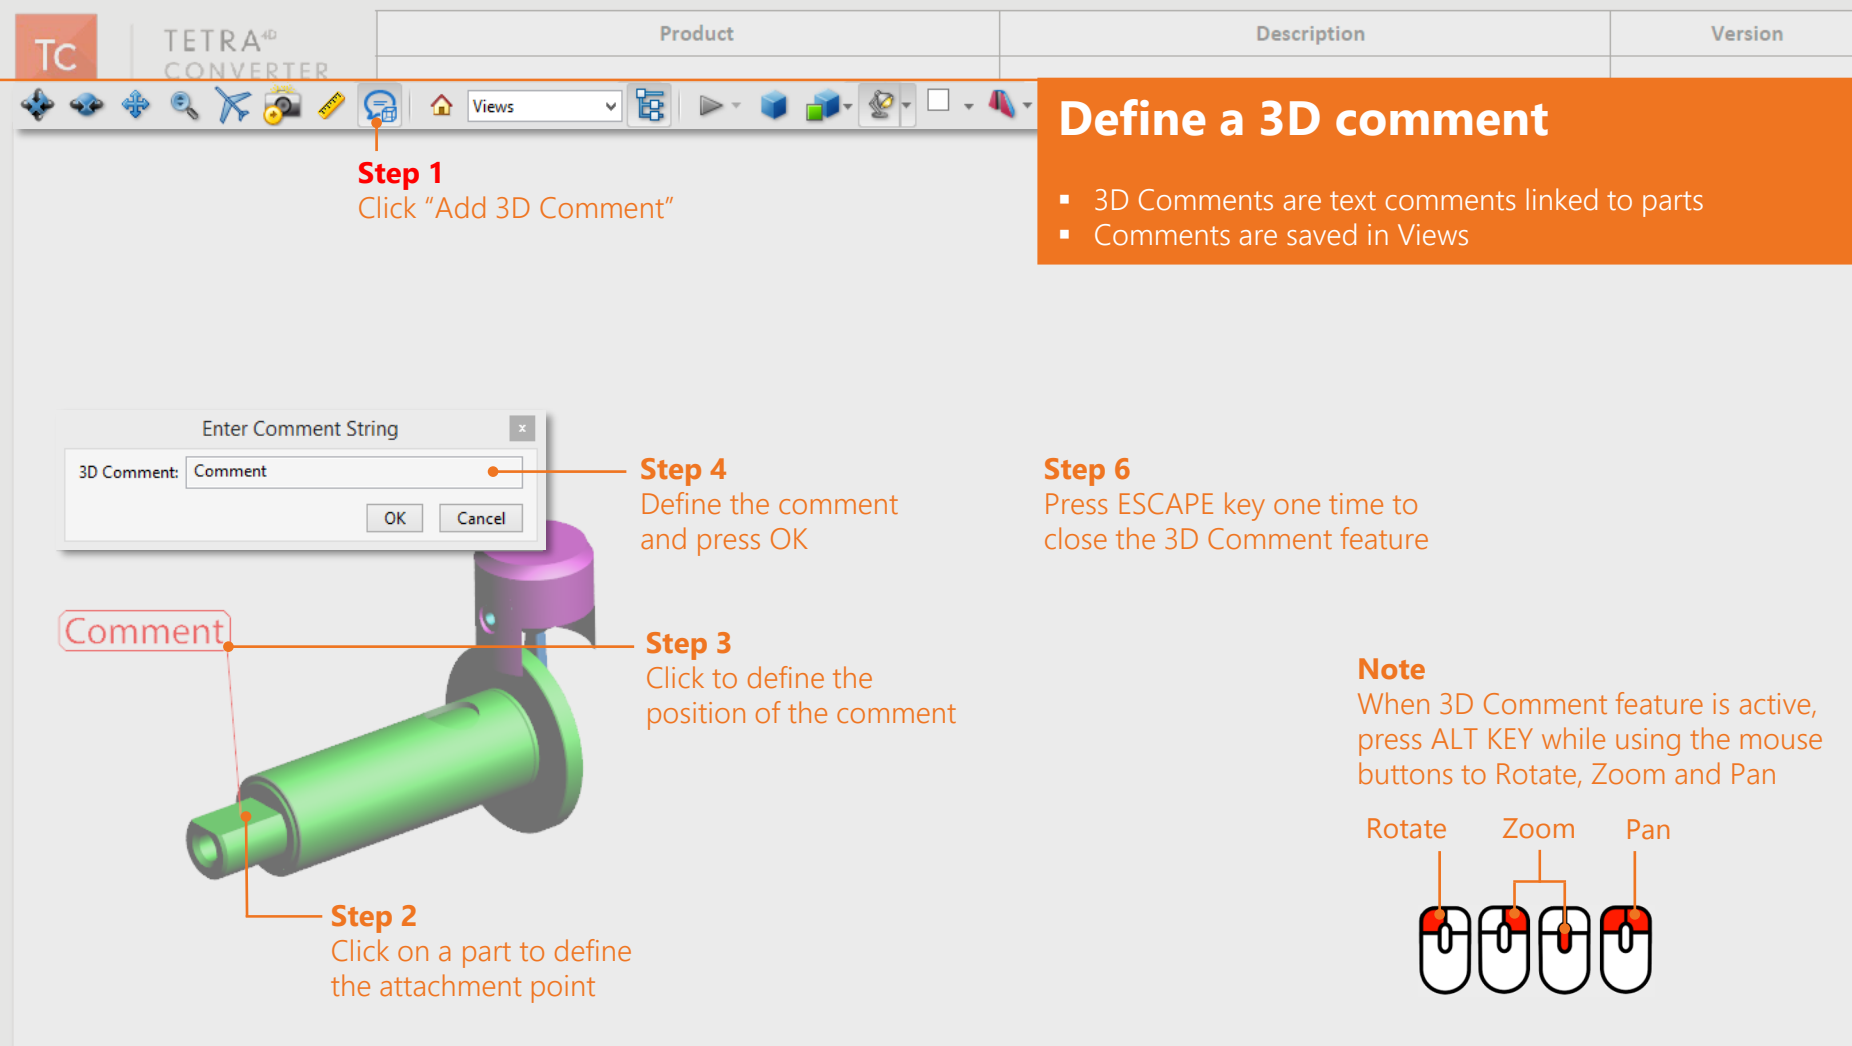 TC
TETRA4D
CONVERTER
Product
Description
Version
Views
Define a 3D comment
▪ 3D Comments are text comments linked to parts
▪ Comments are saved in Views
Step 1
Click “Add 3D Comment”
Enter Comment String
x
3D Comment:
Comment
OK
Cancel
Step 4
Define the comment
and press OK
Step 6
Press ESCAPE key one time to
close the 3D Comment feature
Comment
Step 3
Click to define the
position of the comment
Note
When 3D Comment feature is active,
press ALT KEY while using the mouse
buttons to Rotate, Zoom and Pan
Rotate
Zoom
Pan
Step 2
Click on a part to define
the attachment point